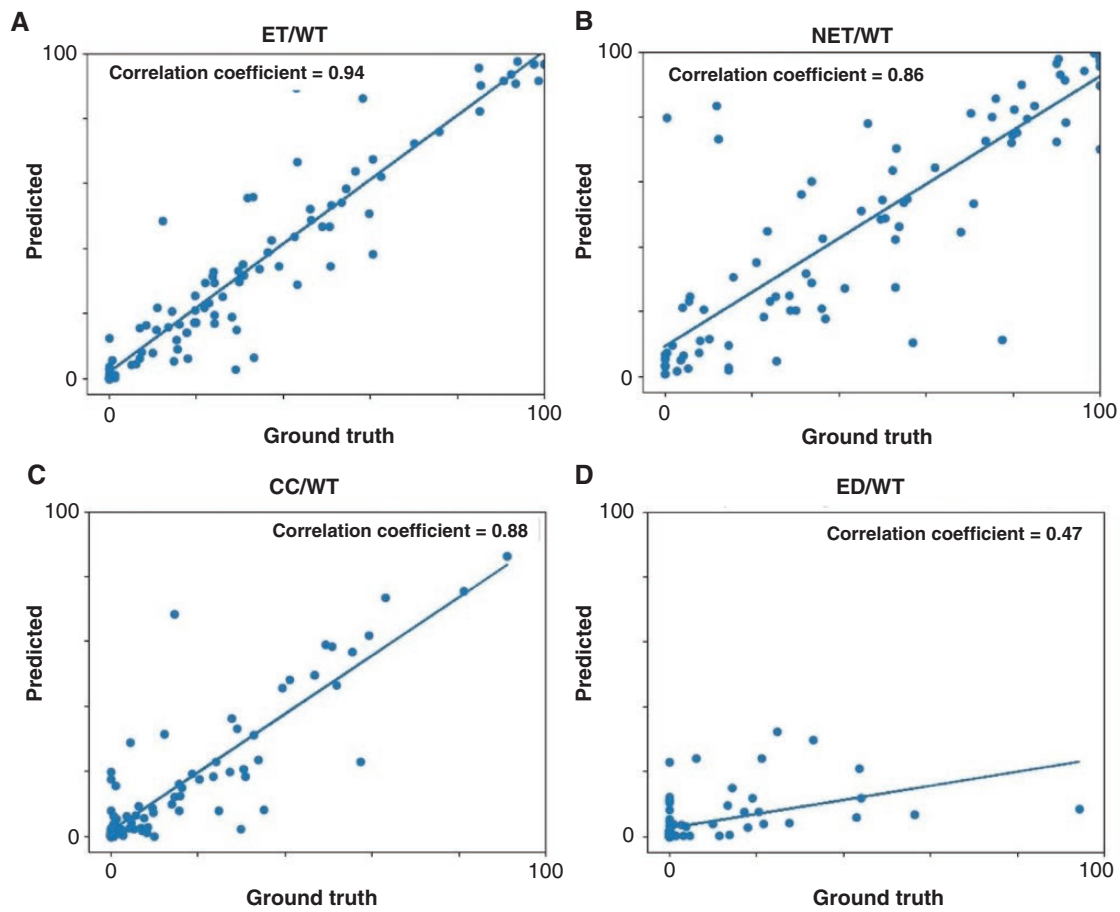 A
ET/WT
100
Correlation coefficient = 0.94
Predicted
0
0
100
Ground truth
B
NET/WT
100
Correlation coefficient = 0.86
Predicted
0
0
100
Ground truth
C
CC/WT
100
Correlation coefficient = 0.88
Predicted
0
0
100
Ground truth
D
ED/WT
100
Correlation coefficient = 0.47
Predicted
0
0
100
Ground truth